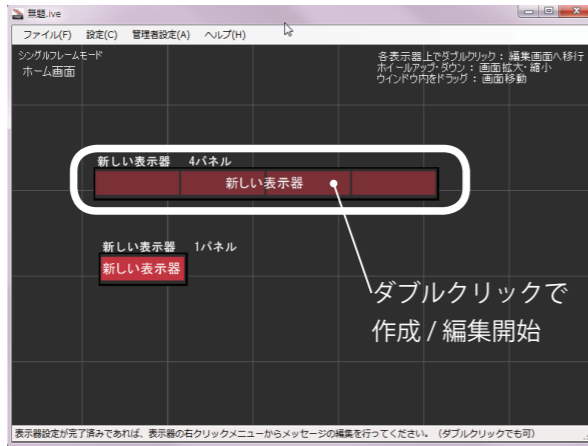 無題.ive
ファイル(F) 設定(C) 管理者設定(A) ヘルプ(H)
シングルフレームモード
ホーム画面
各表示器上でダブルクリック：編集画面へ移行
ホイールアップ・ダウン：画面拡大・縮小
ウインドウ内をドラッグ：画面移動
新しい表示器 4パネル
新しい表示器
新しい表示器 1パネル
新しい表示器
ダブルクリックで
作成 / 編集開始
表示器設定が完了済みであれば、表示器の右クリックメニューからメッセージの編集を行ってください。（ダブルクリックでも可）